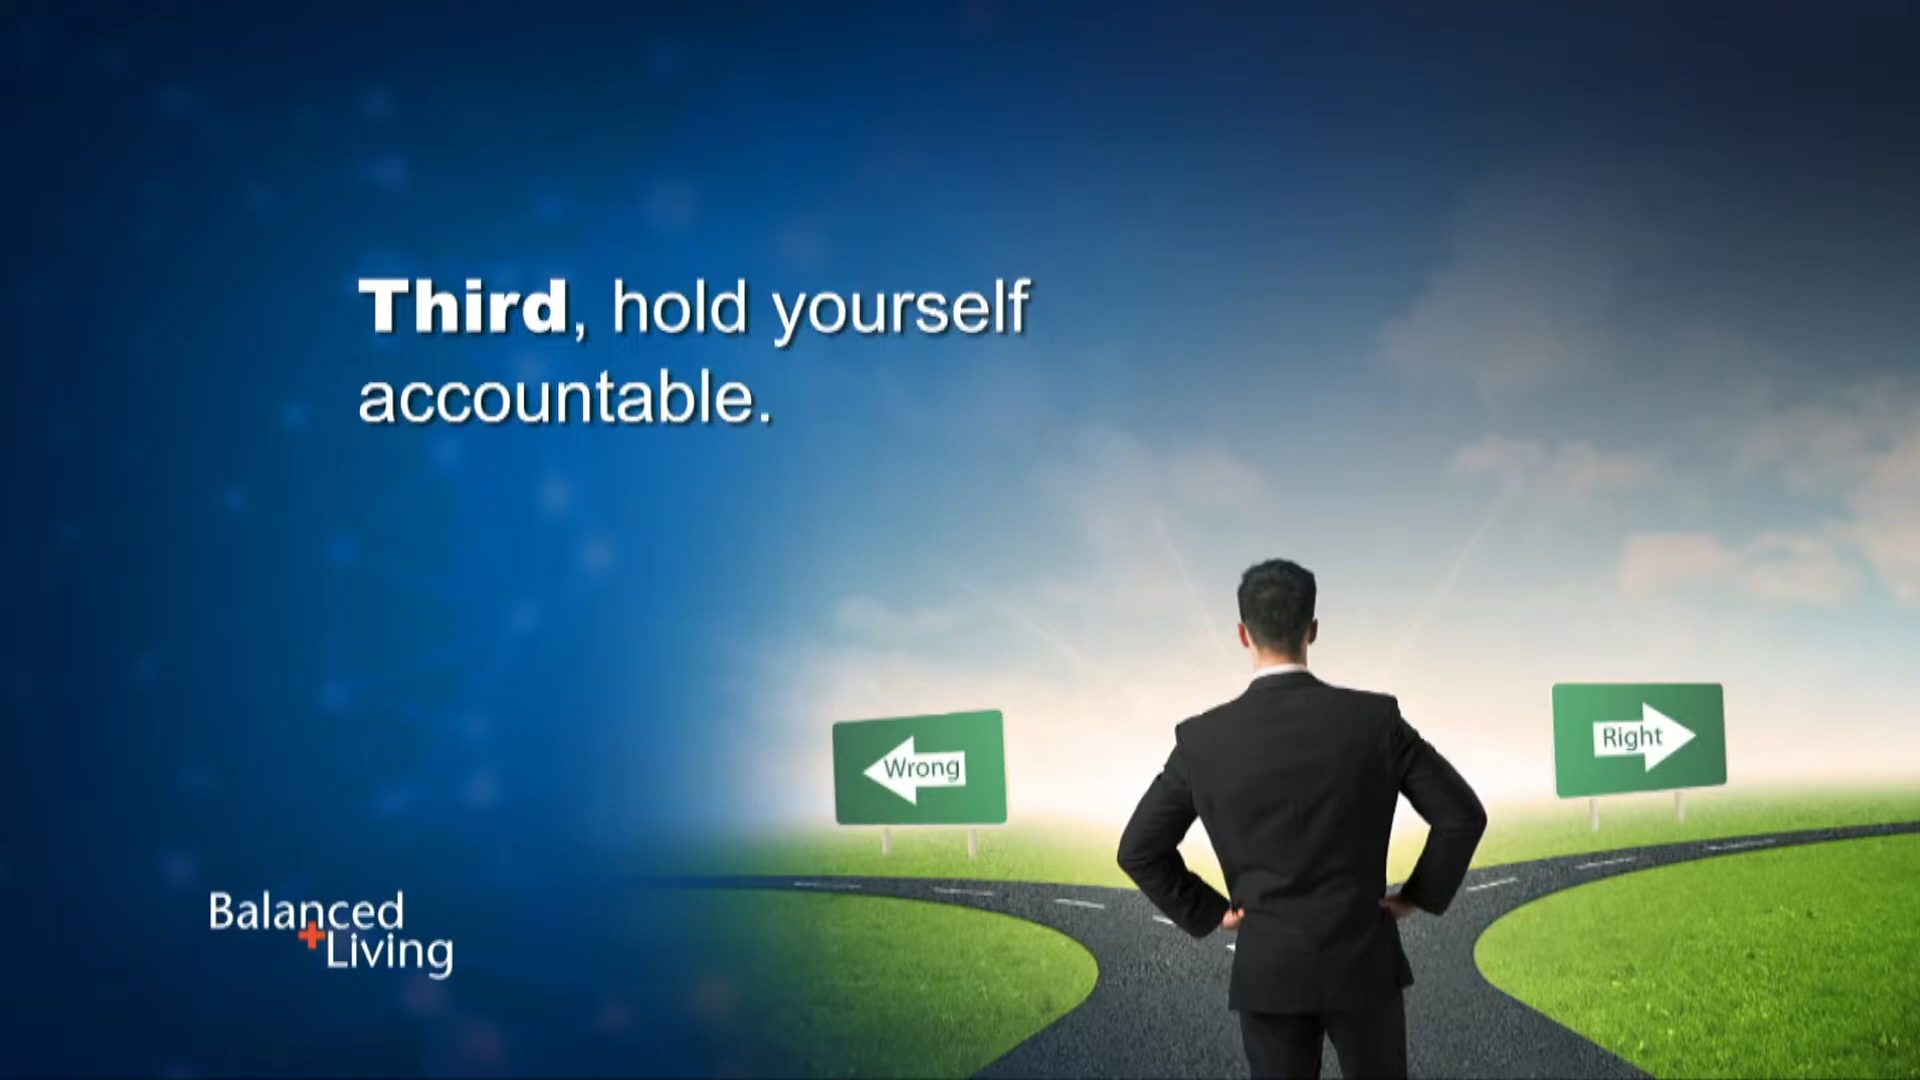 Third, hold yourself
accountable.
Wrong
Right
Balanced
Living